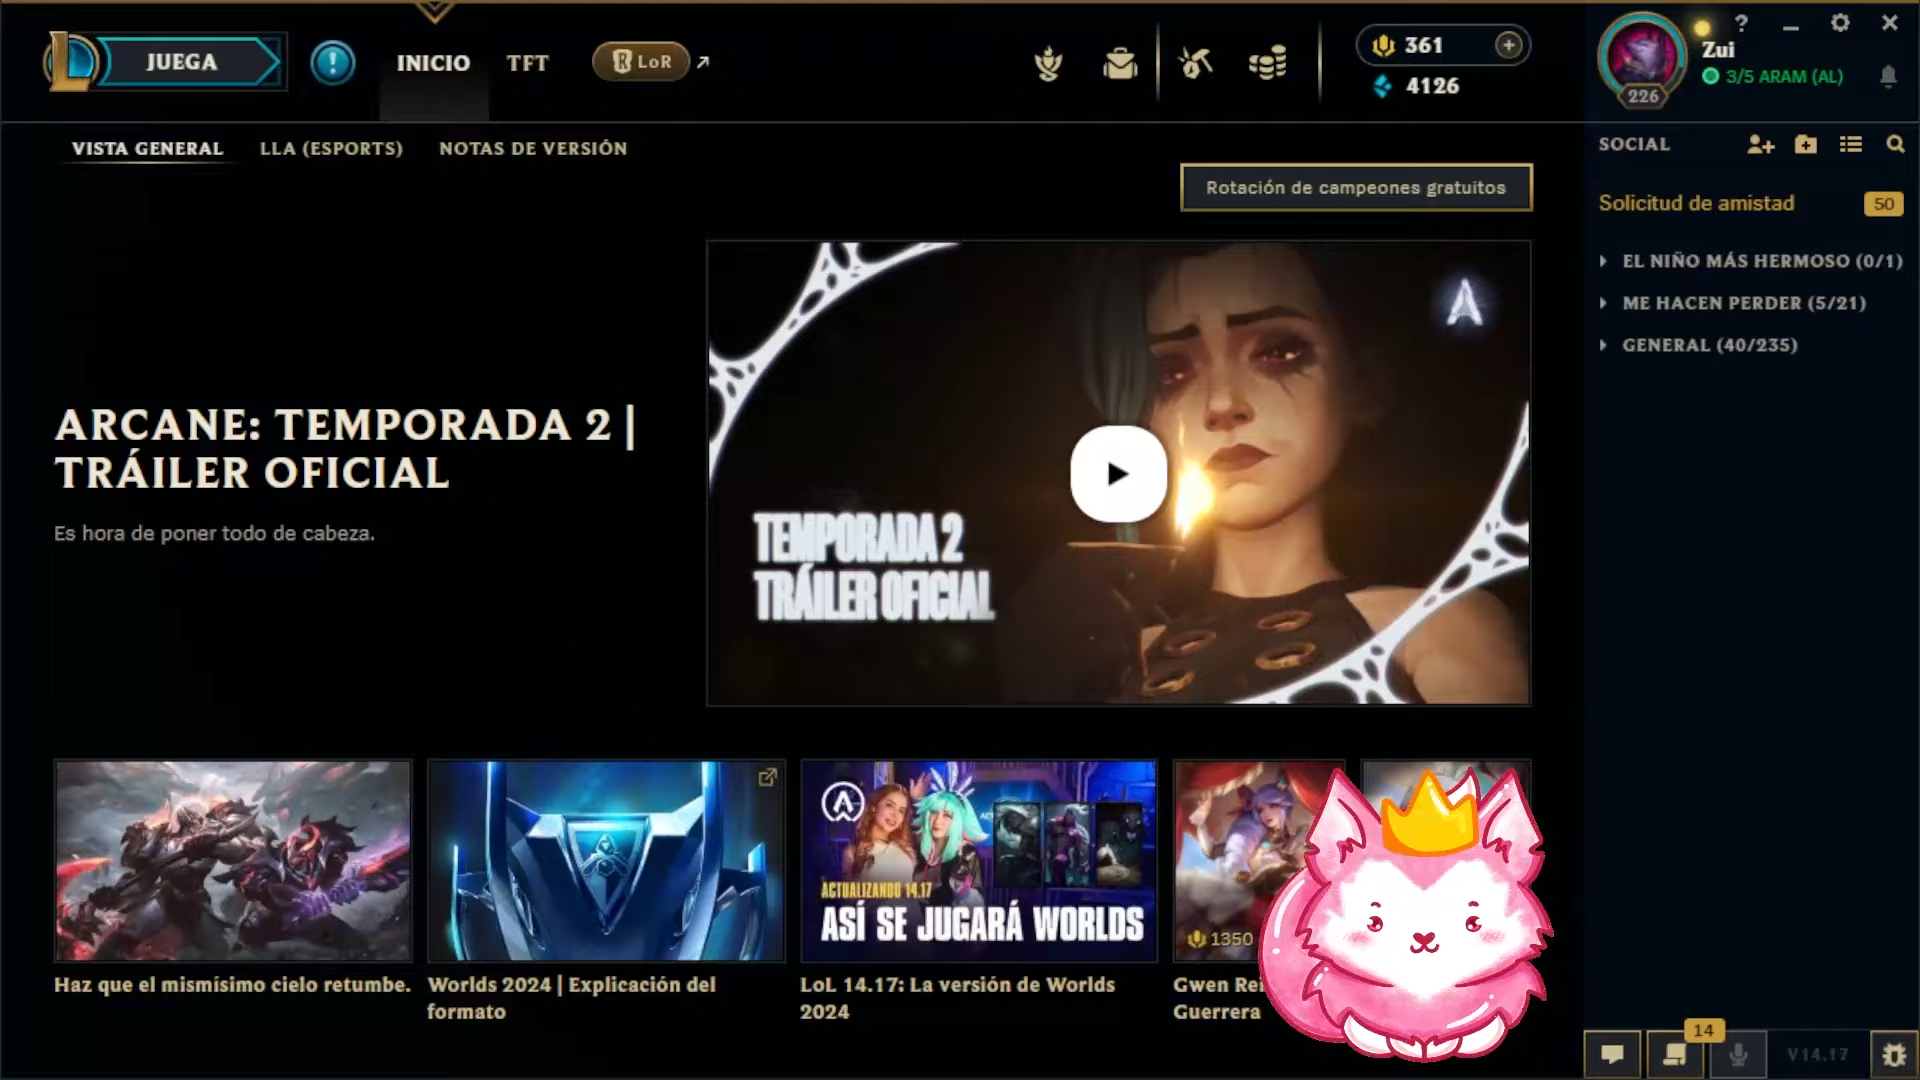 JUEGA
INICIO
TFT
LoR
361
4126
226
Zui
3/5 ARAM (AL)
VISTA GENERAL
LLA (ESPORTS)
NOTAS DE VERSIÓN
Rotación de campeones gratuitos
SOCIAL
Solicitud de amistad
50
EL NIÑO MÁS HERMOSO (0/1)
ME HACEN PERDER (5/21)
GENERAL (40/235)
ARCANE: TEMPORADA 2 |
TRÁILER OFICIAL
Es hora de poner todo de cabeza.
TEMPORADA 2
TRÁILER OFICIAL
ACTUALIZANDO 14.17
ASÍ SE JUGARÁ WORLDS
1350
Haz que el mismísimo cielo retumbe.
Worlds 2024 | Explicación del
formato
LoL 14.17: La versión de Worlds
2024
Gwen
Guerrera
14
V14.17